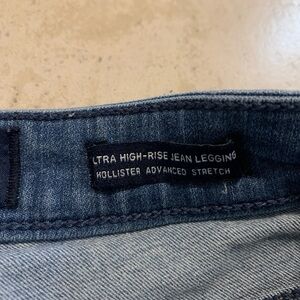 LTRA HIGH-RISE JEAN LEGGING
HOLLISTER ADVANCED STRETCH